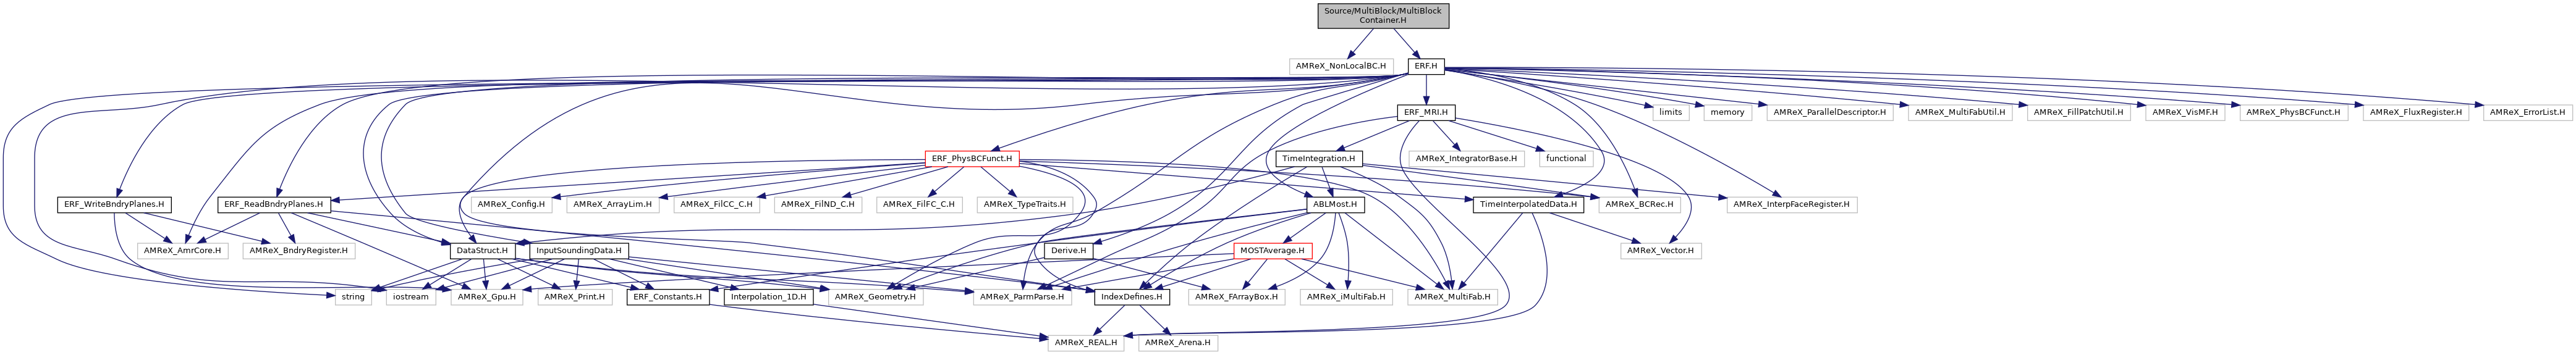 Source/MultiBlock/MultiBlock
Container.H
AMReX_NonLocalBC.H
ERF.H
ERF_MRI.H
limits
memory
AMReX_ParallelDescriptor.H
AMReX_MultiFabUtil.H
AMReX_FillPatchUtil.H
AMReX_VisMF.H
AMReX_PhysBCFunct.H
AMReX_FluxRegister.H
AMReX_ErrorList.H
ERF_PhysBCFunct.H
TimeIntegration.H
AMReX_IntegratorBase.H
functional
ERF_WriteBndryPlanes.H
ERF_ReadBndryPlanes.H
AMReX_Config.H
AMReX_ArrayLim.H
AMReX_FilCC_C.H
AMReX_FilND_C.H
AMReX_FilFC_C.H
AMReX_TypeTraits.H
ABLMost.H
TimeInterpolatedData.H
AMReX_BCRec.H
AMReX_InterpFaceRegister.H
AMReX_AmrCore.H
AMReX_BndryRegister.H
DataStruct.H
InputSoundingData.H
Derive.H
MOSTAverage.H
AMReX_Vector.H
string
iostream
AMReX_Gpu.H
AMReX_Print.H
ERF_Constants.H
Interpolation_1D.H
AMReX_Geometry.H
AMReX_ParmParse.H
IndexDefines.H
AMReX_FArrayBox.H
AMReX_iMultiFab.H
AMReX_MultiFab.H
AMReX_REAL.H
AMReX_Arena.H